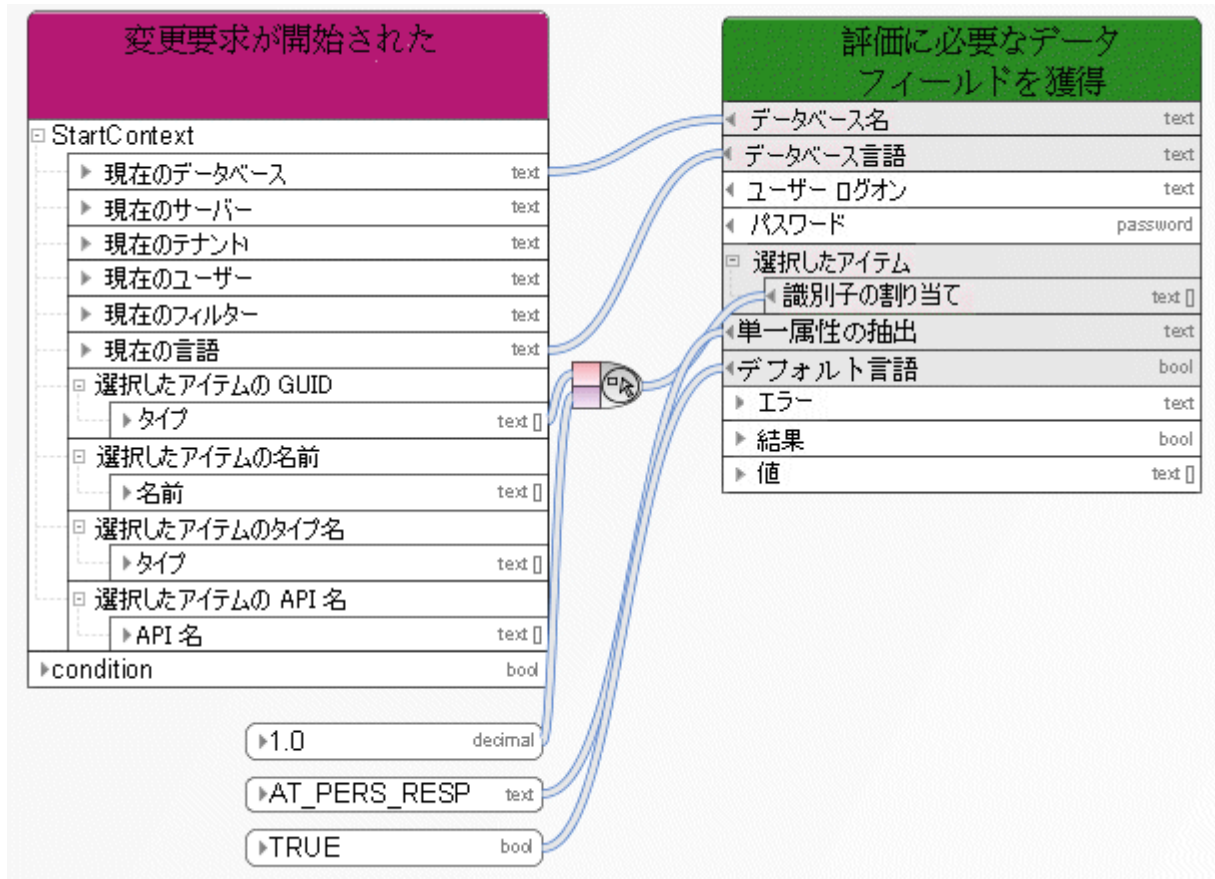 変更要求が開始された
StartContext
現在のデータベース text
現在のサーバー text
現在のテナント text
現在のユーザー text
現在のフィルター text
現在の言語 text
選択したアイテムの GUID
タイプ text []
選択したアイテムの名前
名前 text []
選択したアイテムのタイプ名
タイプ text []
選択したアイテムの API 名
API 名 text []
condition bool
1.0 decimal
AT_PERS_RESP text
TRUE bool
評価に必要なデータ
フィールドを獲得
データベース名 text
データベース言語 text
ユーザー ログオン text
パスワード password
選択したアイテム
識別子の割り当て text []
単一属性の抽出 text
デフォルト言語 bool
エラー text
結果 bool
値 text []